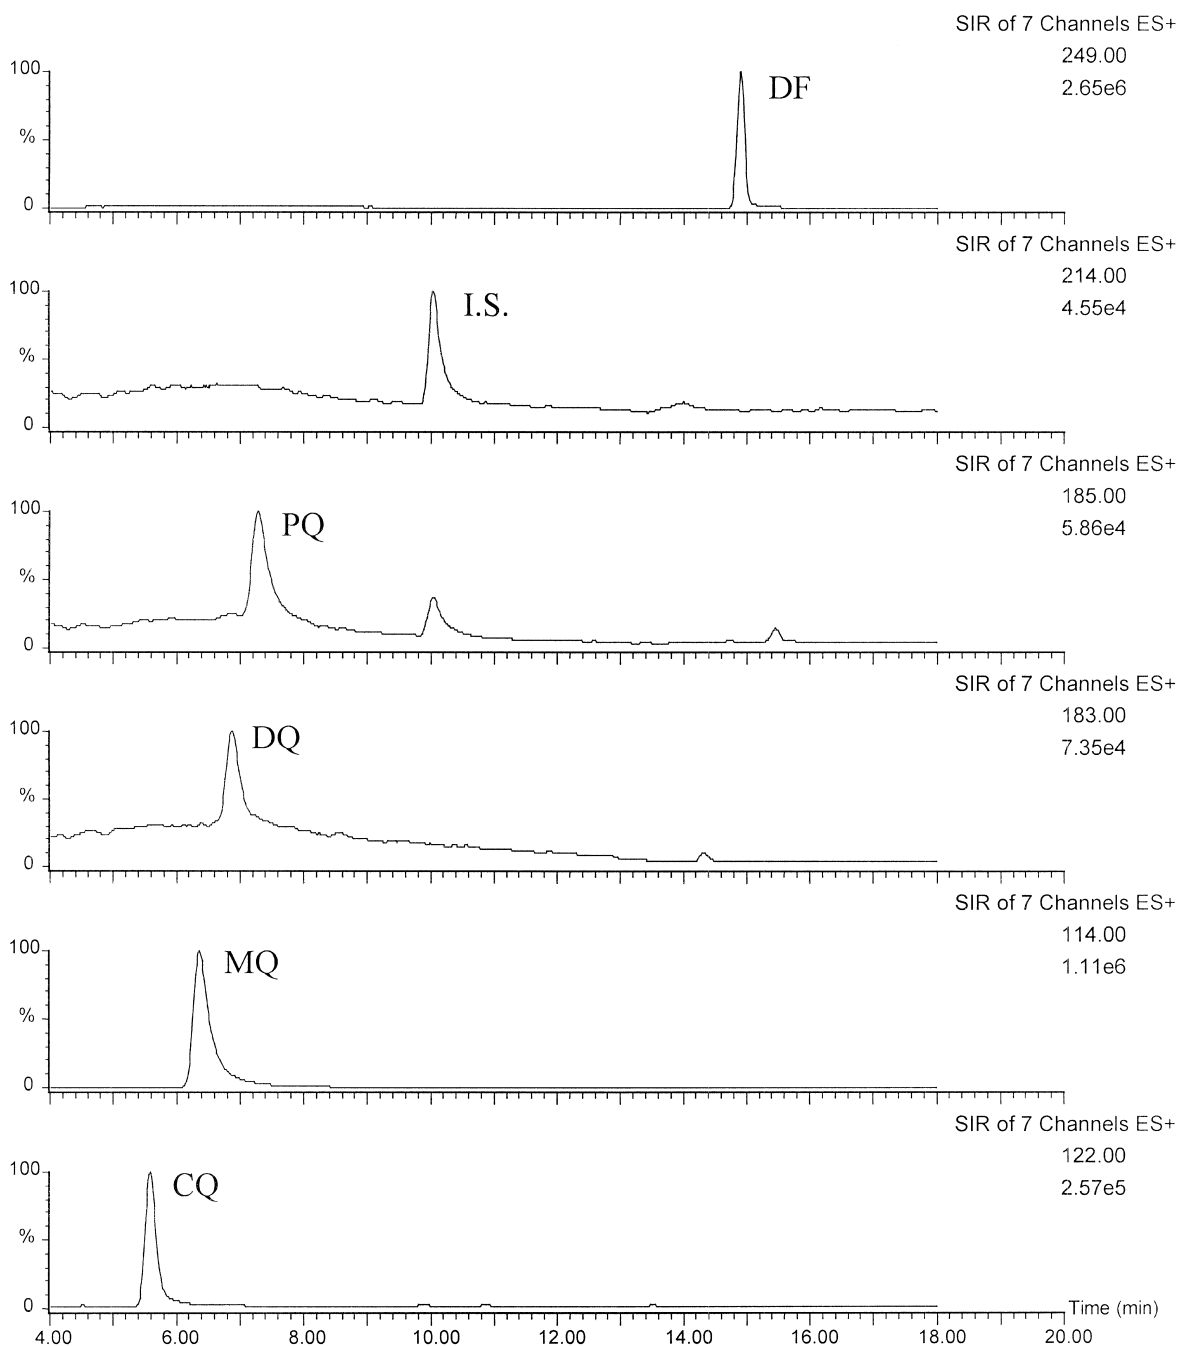 SIR of 7 Channels ES+
249.00
2.65e6
100
DF
%
0
SIR of 7 Channels ES+
214.00
4.55e4
100
I.S.
%
0
SIR of 7 Channels ES+
185.00
5.86e4
100
PQ
%
0
SIR of 7 Channels ES+
183.00
7.35e4
100
DQ
%
0
SIR of 7 Channels ES+
114.00
1.11e6
100
MQ
%
0
SIR of 7 Channels ES+
122.00
2.57e5
100
CQ
%
0
Time (min)
4.00 6.00 8.00 10.00 12.00 14.00 16.00 18.00 20.00